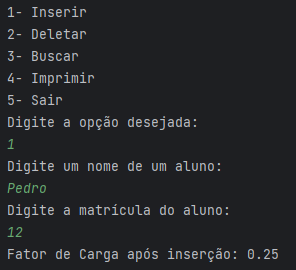 1- Inserir
2- Deletar
3- Buscar
4- Imprimir
5- Sair
Digite a opção desejada:
1
Digite um nome de um aluno:
Pedro
Digite a matrícula do aluno:
12
Fator de Carga após inserção: 0.25